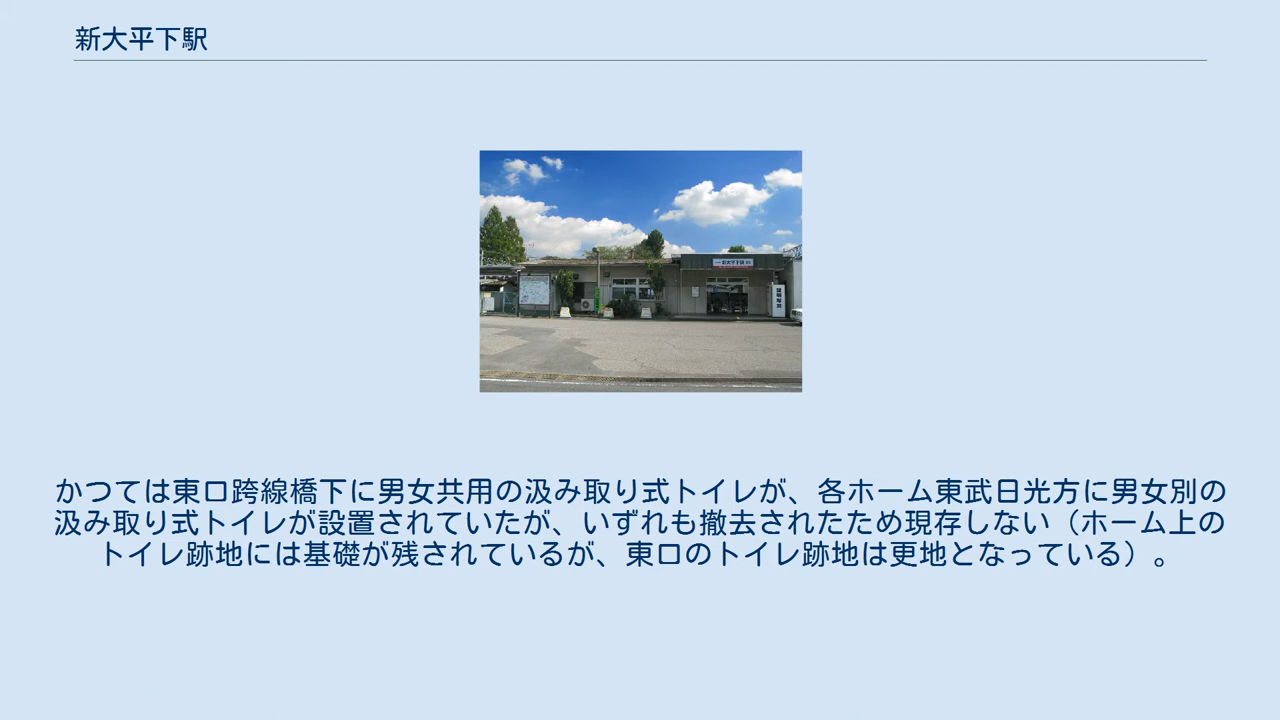 新大平下駅
新大平下駅
かつては東口跨線橋下に男女共用の汲み取り式トイレが、各ホーム東武日光方に男女別の
汲み取り式トイレが設置されていたが、いずれも撤去されたため現存しない（ホーム上の
トイレ跡地には基礎が残されているが、東口のトイレ跡地は更地となっている）。